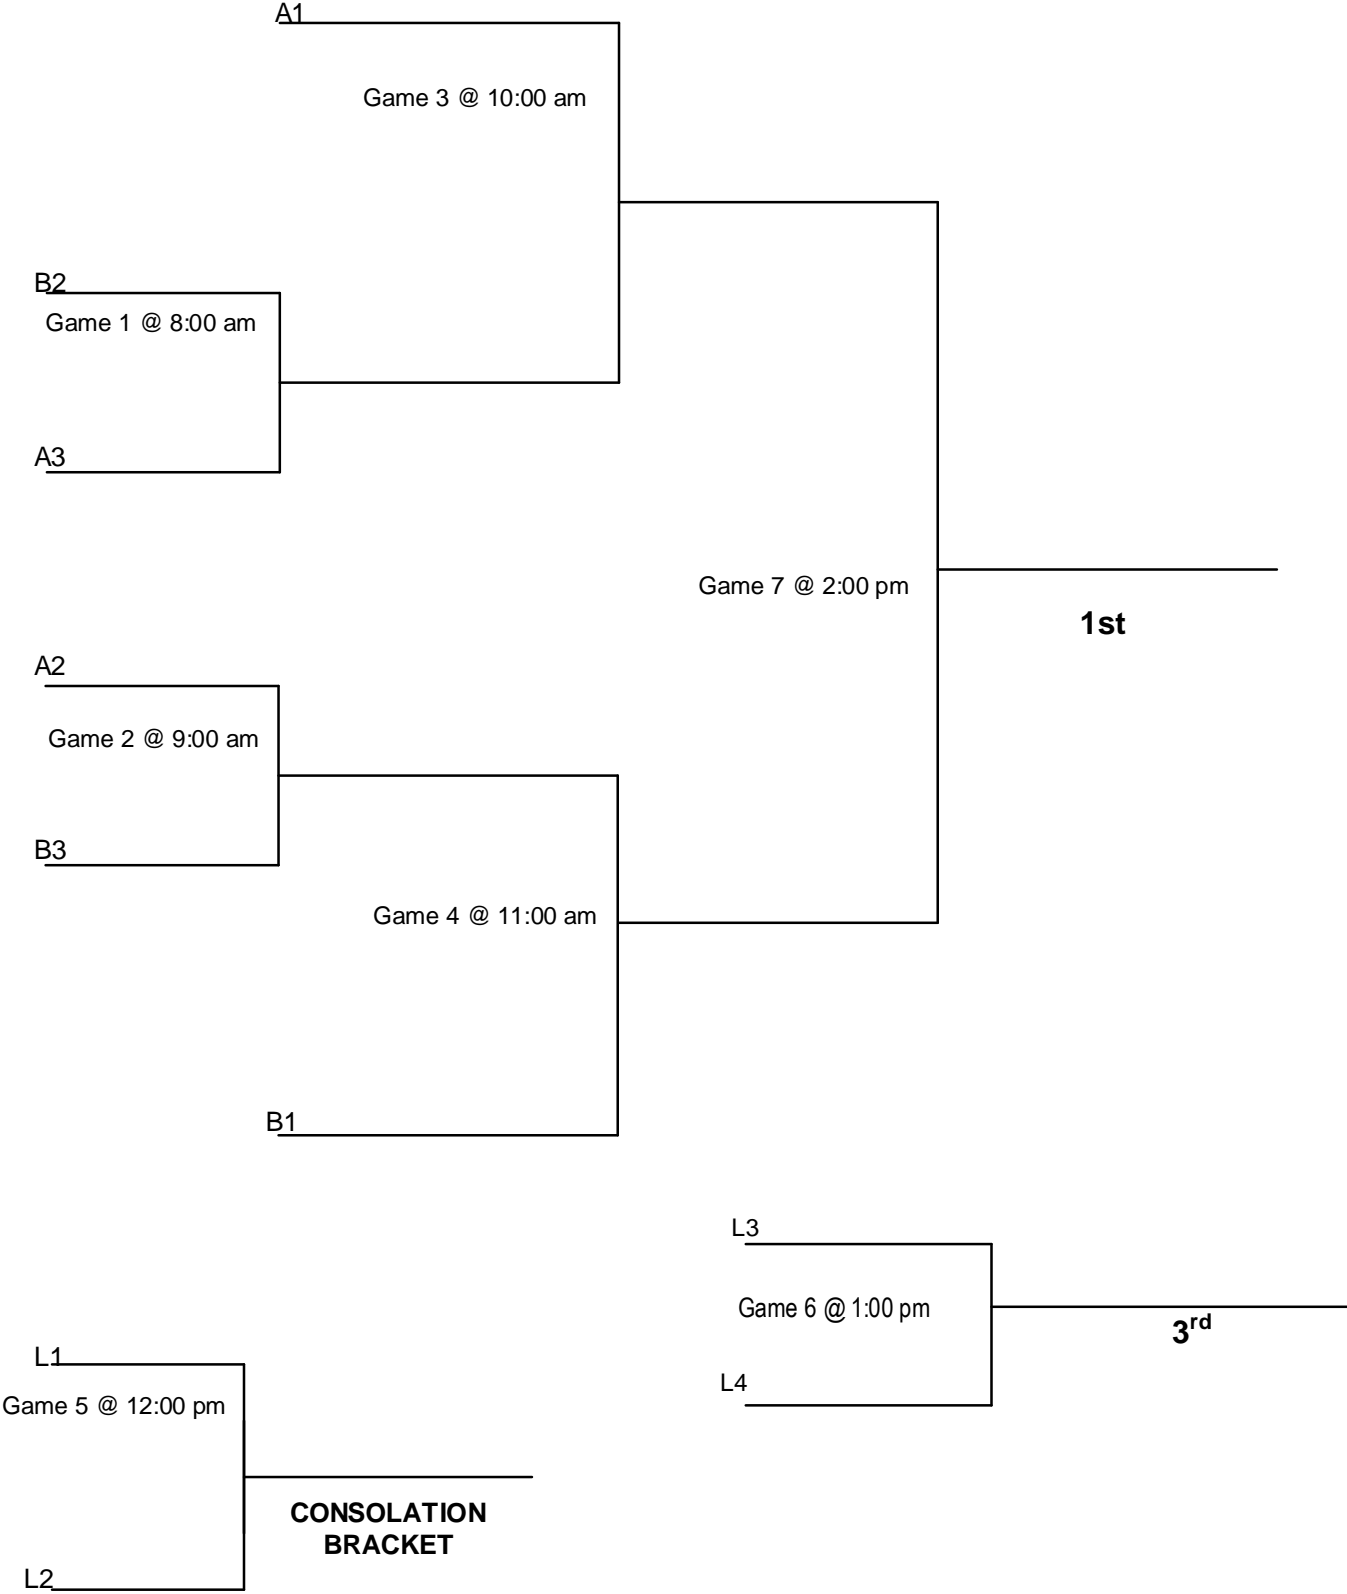 A1
Game 3 @ 10:00 am
B2
Game 1 @ 8:00 am
A3
Game 7 @ 2:00 pm
1st
A2
Game 2 @ 9:00 am
B3
Game 4 @ 11:00 am
B1
L3
Game 6 @ 1:00 pm
3rd
L4
L1
Game 5 @ 12:00 pm
CONSOLATION
BRACKET
L2